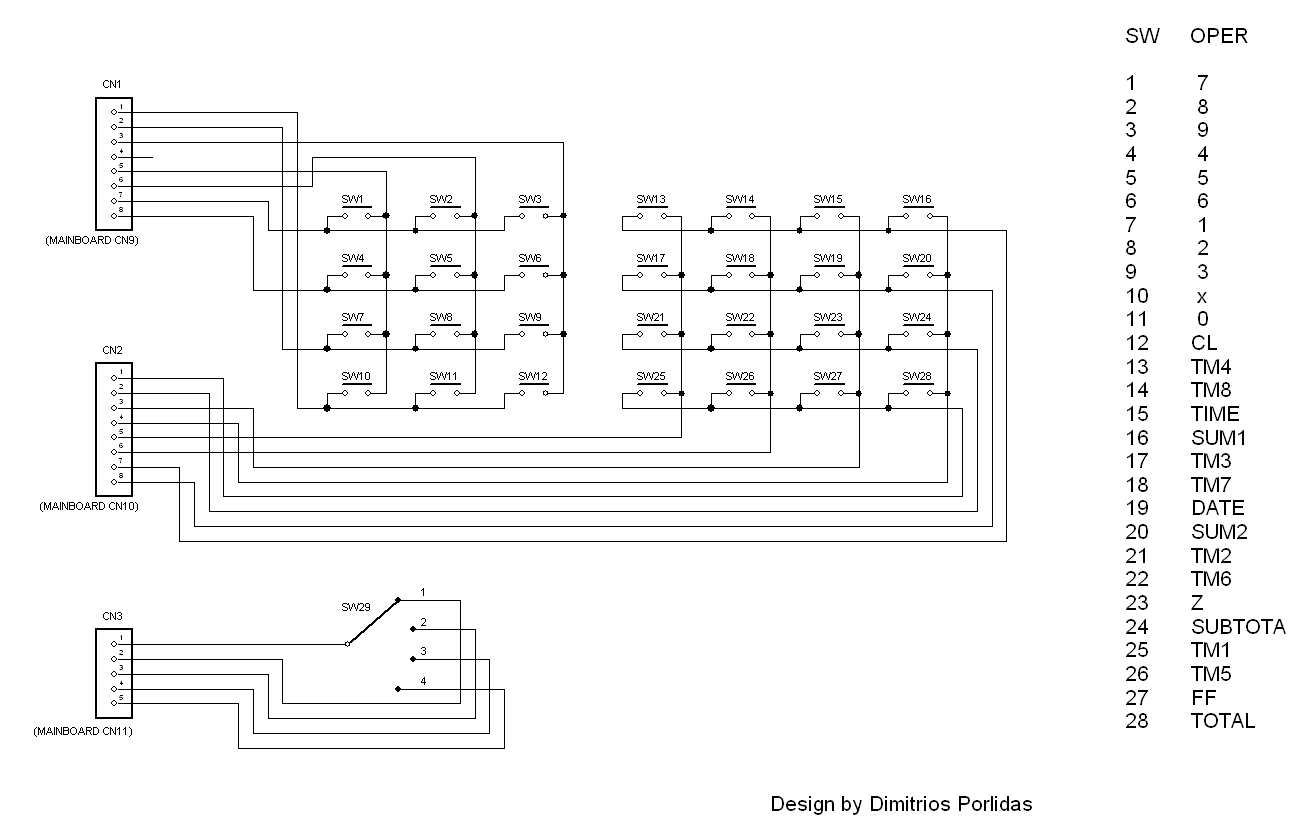 SW OPER
CN1
1
2
3
4
5
6
7
8
(MAINBOARD CN9)
SW1 SW2 SW3 SW13 SW14 SW15 SW16
SW4 SW5 SW6 SW17 SW18 SW19 SW20
SW7 SW8 SW9 SW21 SW22 SW23 SW24
SW10 SW11 SW12 SW25 SW26 SW27 SW28
CN2
1
2
3
4
5
6
7
8
(MAINBOARD CN10)
CN3
1
2
3
4
5
(MAINBOARD CN11)
SW29
1
2
3
4
1 7
2 8
3 9
4 4
5 5
6 6
7 1
8 2
9 3
10 x
11 0
12 CL
13 TM4
14 TM8
15 TIME
16 SUM1
17 TM3
18 TM7
19 DATE
20 SUM2
21 TM2
22 TM6
23 Z
24 SUBTOTA
25 TM1
26 TM5
27 FF
28 TOTAL
Design by Dimitrios Porlidas